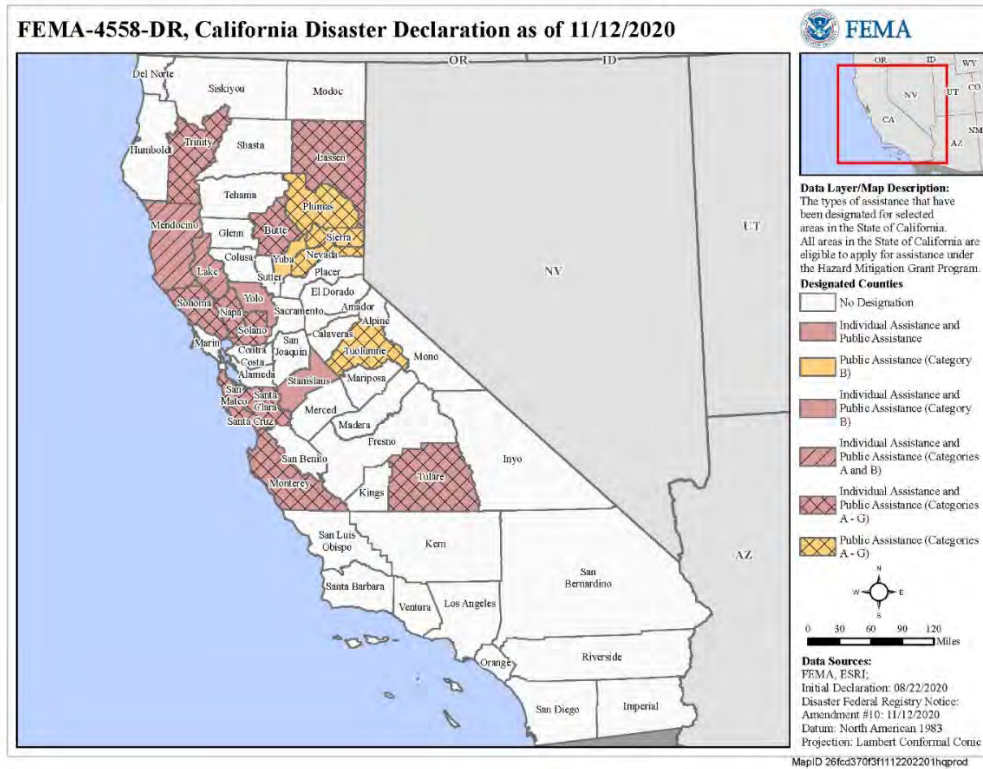 FEMA-4558-DR, California Disaster Declaration as of 11/12/2020
FEMA
OR
ID
Del Norte
Siskiyou
Modoc
Humboldt
Trinity
Shasta
Lassen
Tehama
Plumas
Mendocino
Glenn
Butte
Sierra
Colusa
Yuba
Nevada
Lake
Sutter
Placer
Yolo
El Dorado
Sonoma
Napa
Sacramento
Amador
Alpine
Solano
Calaveras
Marin
Contra
Costa
San
Joaquin
Tuolumne
Mono
Alameda
Stanislaus
Mariposa
San
Mateo
Santa
Clara
Merced
Santa Cruz
Madera
Fresno
San Benito
Inyo
Monterey
Kings
Tulare
San Luis
Obispo
Kern
San
Bernardino
Santa Barbara
Ventura
Los Angeles
Orange
Riverside
San Diego
Imperial
NV
UT
AZ
OR
ID
WY
NV
UT
CO
CA
AZ
NM
Data Layer/Map Description:
The types of assistance that have
been designated for selected
areas in the State of California.
All areas in the State of California are
eligible to apply for assistance under
the Hazard Mitigation Grant Program.
Designated Counties
No Designation
Individual Assistance and
Public Assistance
Public Assistance (Category
B)
Individual Assistance and
Public Assistance (Category
B)
Individual Assistance and
Public Assistance (Categories
A and B)
Individual Assistance and
Public Assistance (Categories
A - G)
Public Assistance (Categories
A - G)
N
W
E
S
0 30 60 90 120
Miles
Data Sources:
FEMA, ESRI;
Initial Declaration: 08/22/2020
Disaster Federal Registry Notice:
Amendment #10: 11/12/2020
Datum: North American 1983
Projection: Lambert Conformal Conic